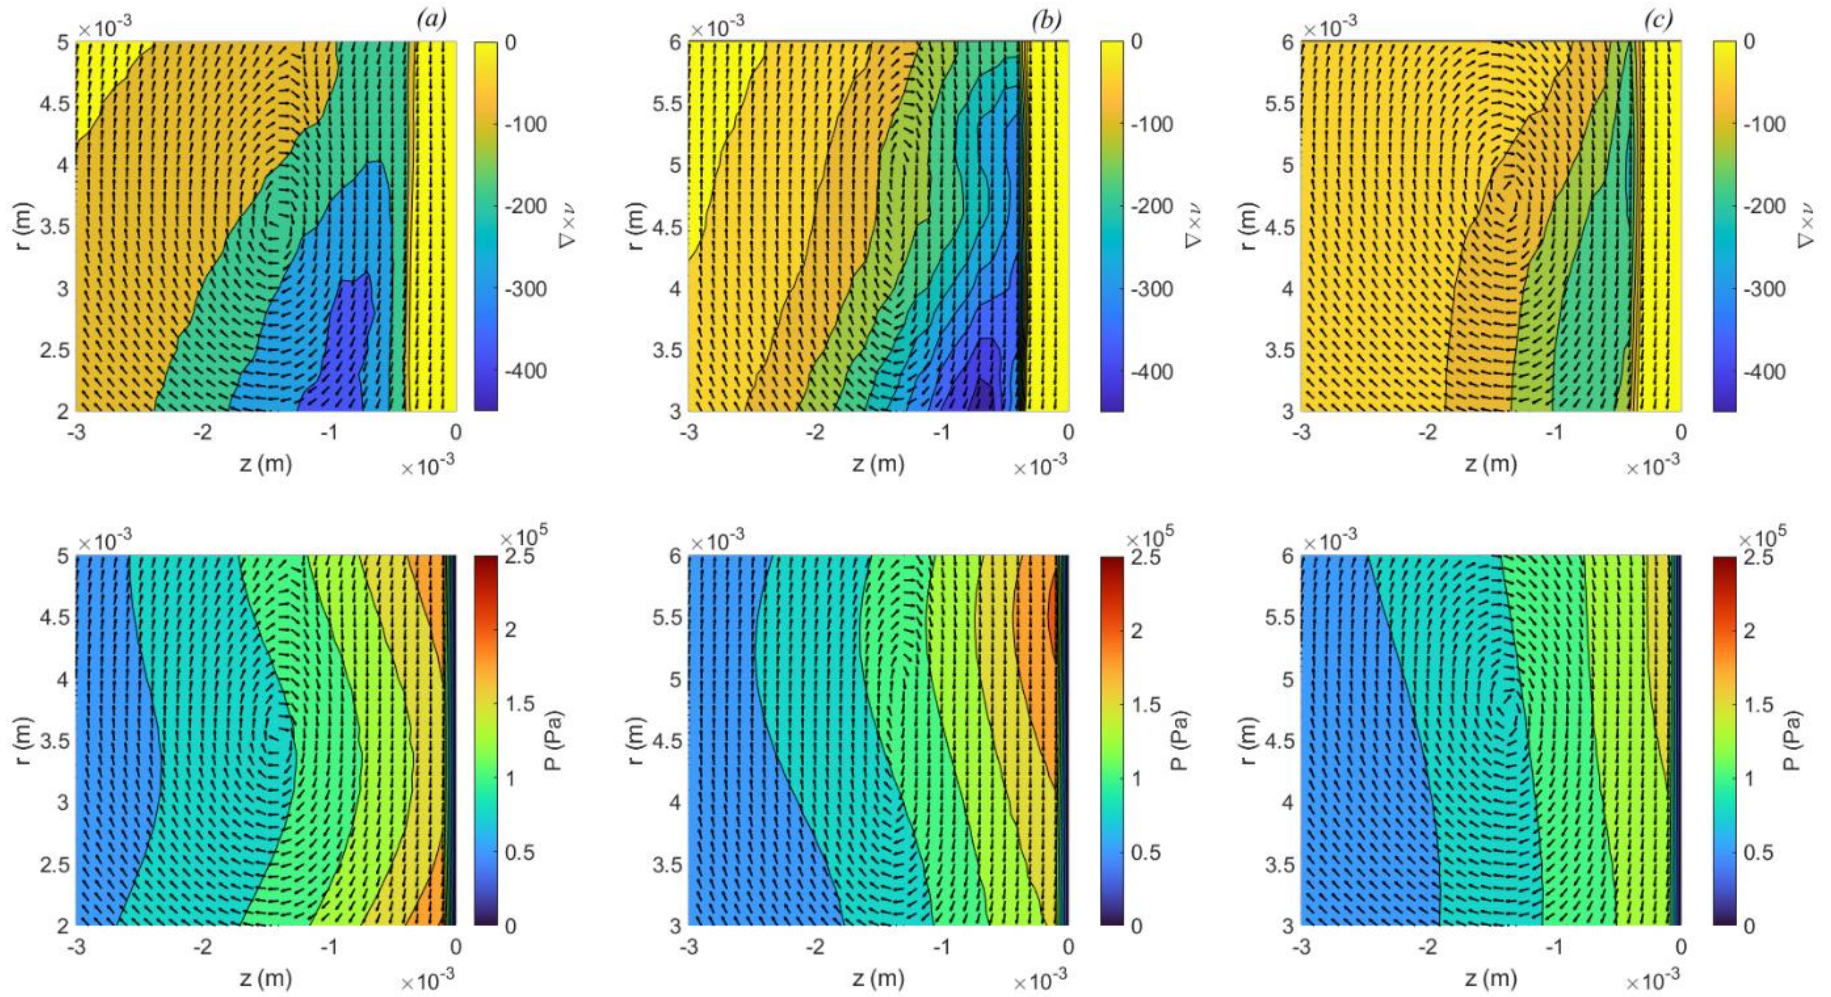 ×10⁻³ (a)
5
4.5
4
3.5
3
2.5
2
r (m)
-3 -2 -1 0
z (m) ×10⁻³
0
-100
-200
-300
-400
∇×ν
×10⁻³ (b)
6
5.5
5
4.5
4
3.5
3
r (m)
-3 -2 -1 0
z (m) ×10⁻³
0
-100
-200
-300
-400
∇×ν
×10⁻³ (c)
6
5.5
5
4.5
4
3.5
3
r (m)
-3 -2 -1 0
z (m) ×10⁻³
0
-100
-200
-300
-400
∇×ν
×10⁻³ ×10⁵
5
4.5
4
3.5
3
2.5
2
r (m)
-3 -2 -1 0
z (m) ×10⁻³
2.5
2
1.5
1
0.5
0
P (Pa)
×10⁻³ ×10⁵
6
5.5
5
4.5
4
3.5
3
r (m)
-3 -2 -1 0
z (m) ×10⁻³
2.5
2
1.5
1
0.5
0
P (Pa)
×10⁻³ ×10⁵
6
5.5
5
4.5
4
3.5
3
r (m)
-3 -2 -1 0
z (m) ×10⁻³
2.5
2
1.5
1
0.5
0
P (Pa)